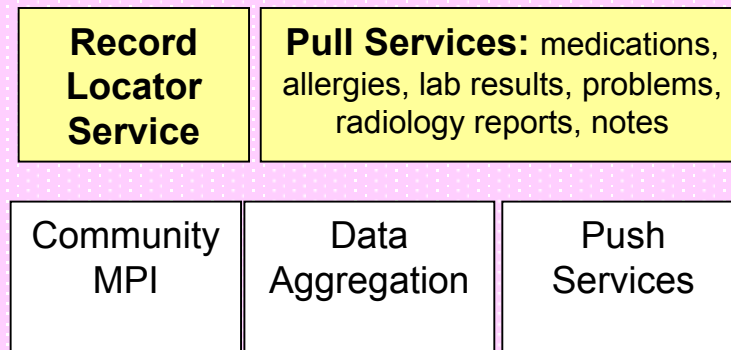 Record
Locator
Service
Pull Services: medications,
allergies, lab results, problems,
radiology reports, notes
Community
MPI
Data
Aggregation
Push
Services